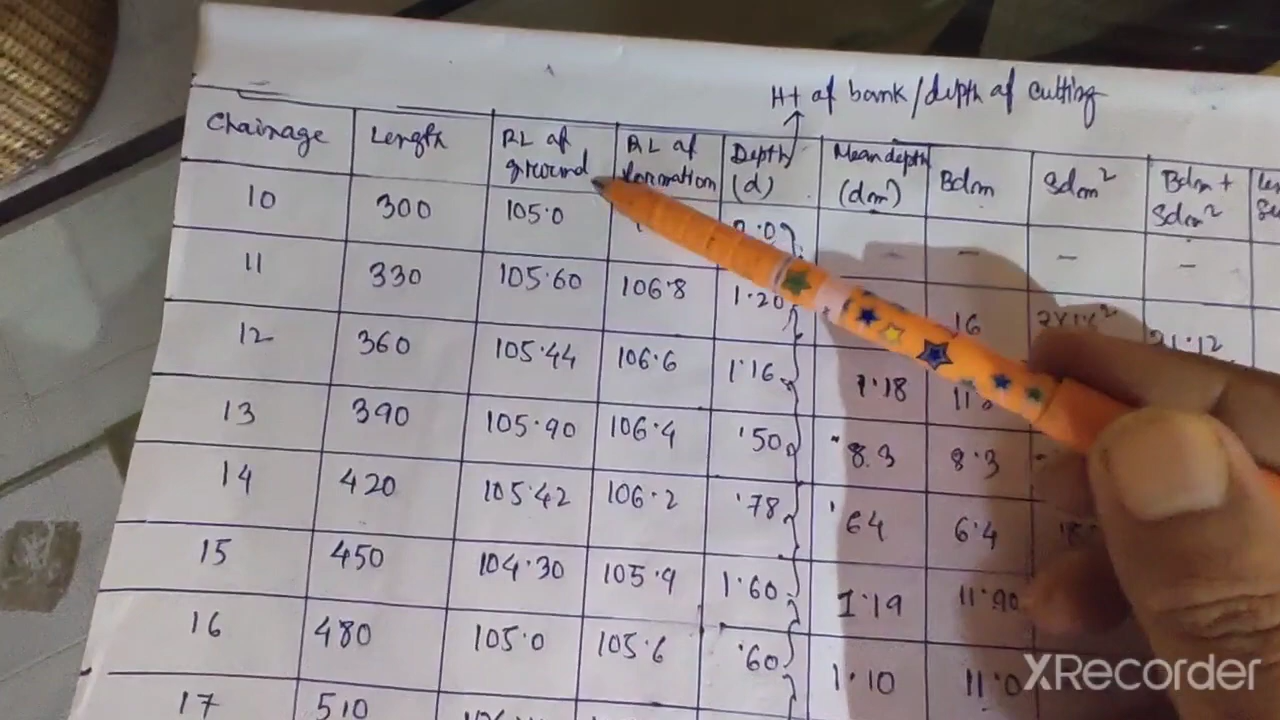 Ht of bank/depth of cutting
Chainage Length RL of ground RL of formation Depth (d) Mean depth (dm) Bdm Sdm² Bdm + Sdm²
10 300 105.0 - - -
11 330 105.60 106.8 1.20 16 21.12
12 360 105.44 106.6 1.16 1.18
13 390 105.90 106.4 .50 .83 8.3
14 420 105.42 106.2 .78 .64 6.4
15 450 104.30 105.9 1.60 1.19 11.90
16 480 105.0 105.6 .60 1.10 11.0
17 510
XRecorder